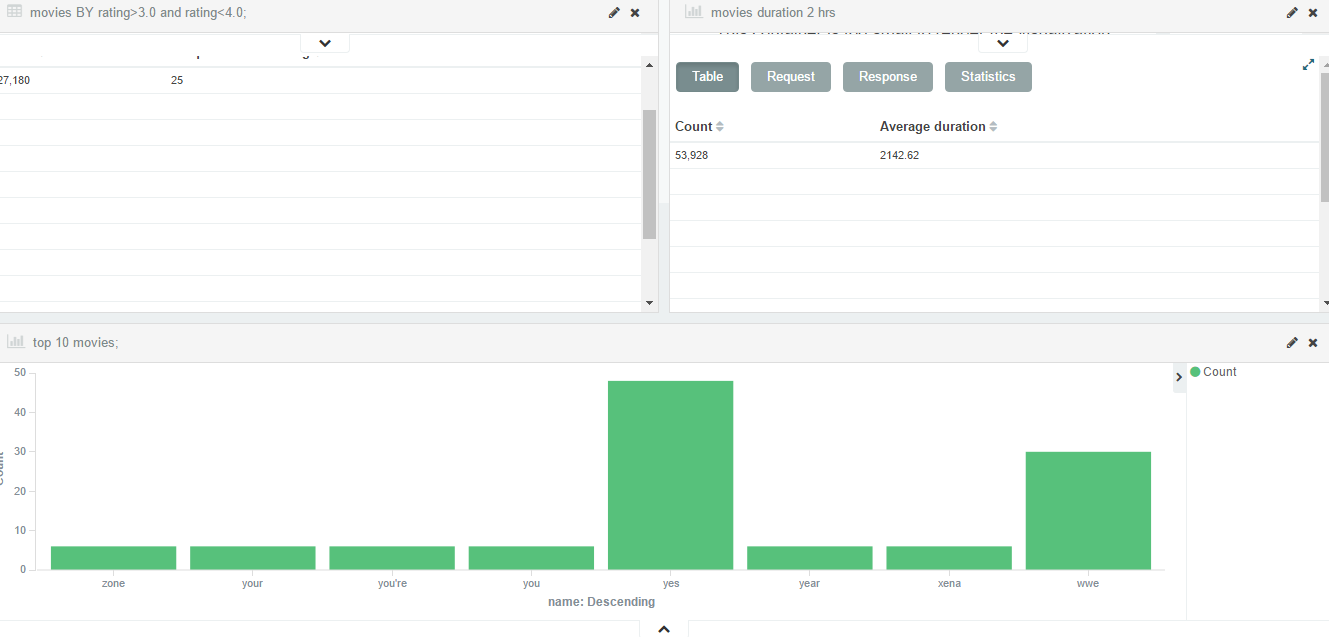 movies BY rating>3.0 and rating<4.0;
movies duration 2 hrs
27,180 25
Table Request Response Statistics
Count Average duration
53,928 2142.62
top 10 movies;
Count
50
40
30
20
10
0
Count
zone your you're you yes year xena wwe
name: Descending